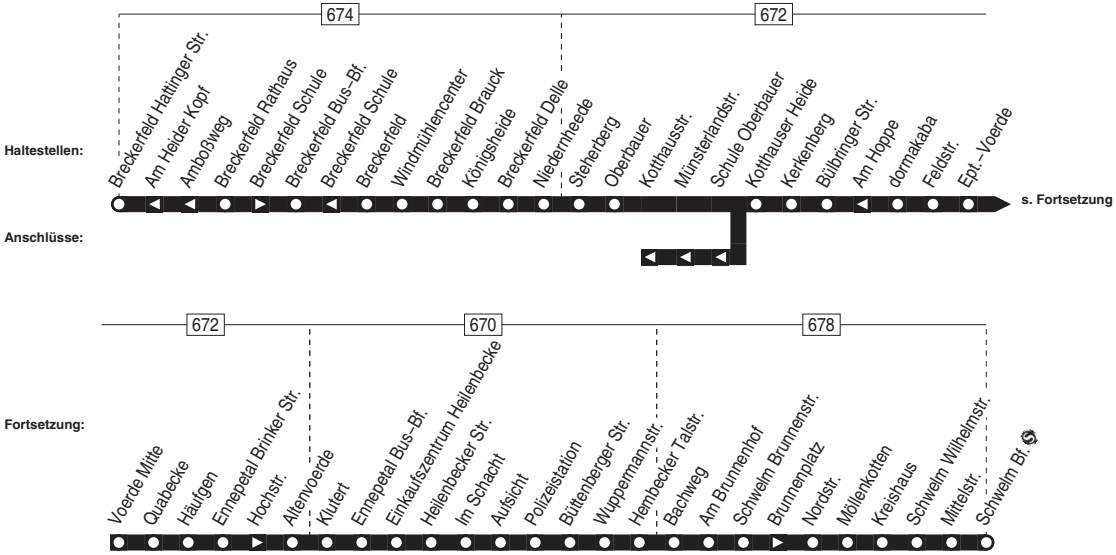 674
672
Haltestellen:
Breckerfeld Hattinger Str.
Am Heider Kopf
Amboßweg
Breckerfeld Rathaus
Breckerfeld Schule
Breckerfeld Bus–Bf.
Breckerfeld Schule
Breckerfeld
Windmühlencenter
Breckerfeld Brauck
Königsheide
Breckerfeld Delle
Niedernheede
Steherberg
Oberbauer
Kotthausstr.
Münsterlandstr.
Schule Oberbauer
Kotthauser Heide
Kerkenberg
Bülbringer Str.
Am Hoppe
dormakaba
Feldstr.
Ept.–Voerde
s. Fortsetzung
Anschlüsse:
672
670
678
Fortsetzung:
Voerde Mitte
Quabecke
Häufgen
Ennepetal Brinker Str.
Hochstr.
Altenvoerde
Klutert
Ennepetal Bus–Bf.
Einkaufszentrum Heilenbecke
Heilenbecker Str.
Im Schacht
Aufsicht
Polizeistation
Büttenberger Str.
Wuppermannstr.
Hembecker Talstr.
Bachweg
Am Brunnenhof
Schwelm Brunnenstr.
Brunnenplatz
Nordstr.
Möllenkotten
Kreishaus
Schwelm Wilhelmstr.
Mittelstr.
Schwelm Bf. S